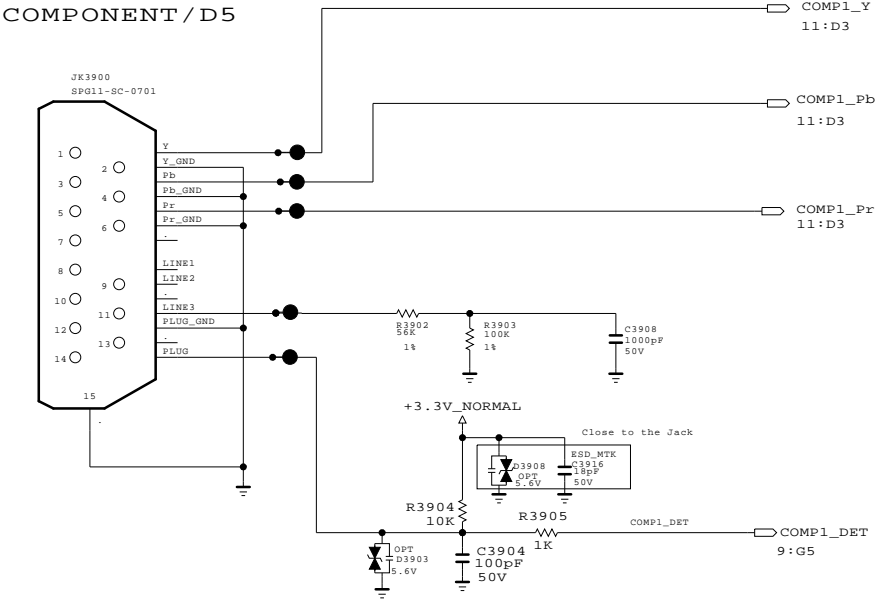 COMPONENT/D5
COMP1_Y
11:D3
JK3900
SPG11-SC-0701
COMP1_Pb
11:D3
1
Y
2
Y_GND
3
Pb
4
Pb_GND
5
Pr
COMP1_Pr
11:D3
6
Pr_GND
7
.
8
LINE1
9
LINE2
10
.
11
LINE3
12
PLUG_GND
13
.
14
PLUG
15
.
R3902
56K
1%
R3903
100K
1%
C3908
1000pF
50V
+3.3V_NORMAL
Close to the Jack
D3908
OPT
5.6V
ESD_MTK
C3916
18pF
50V
R3904
10K
R3905
1K
COMP1_DET
COMP1_DET
9:G5
OPT
D3903
5.6V
C3904
100pF
50V